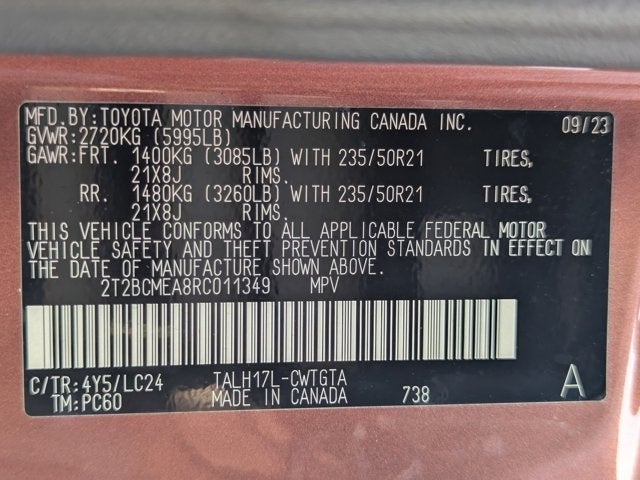 MFD.BY:TOYOTA MOTOR MANUFACTURING CANADA INC. 09/23
GVWR:2720KG (5995LB)
GAWR:FRT. 1400KG (3085LB) WITH 235/50R21 TIRES,
21X8J RIMS.
RR. 1480KG (3260LB) WITH 235/50R21 TIRES,
21X8J RIMS.
THIS VEHICLE CONFORMS TO ALL APPLICABLE FEDERAL MOTOR
VEHICLE SAFETY AND THEFT PREVENTION STANDARDS IN EFFECT ON
THE DATE OF MANUFACTURE SHOWN ABOVE.
2T2BCMEA8RC011349 MPV
C/TR:4Y5/LC24 TALH17L-CWTGTA A
TM:PC60 MADE IN CANADA 738